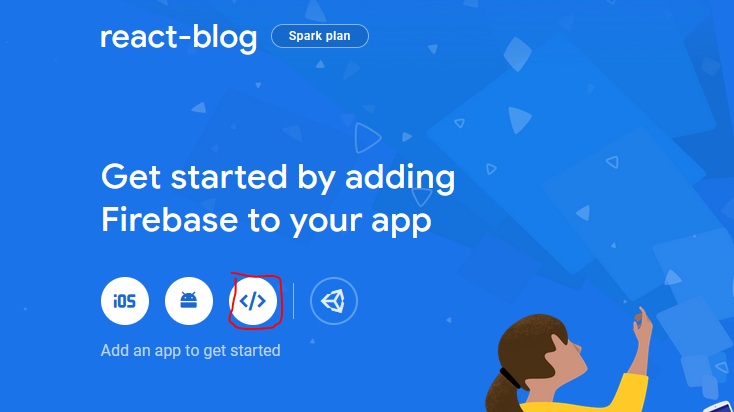 react-blog
Spark plan
Get started by adding
Firebase to your app
iOS
</>
Add an app to get started